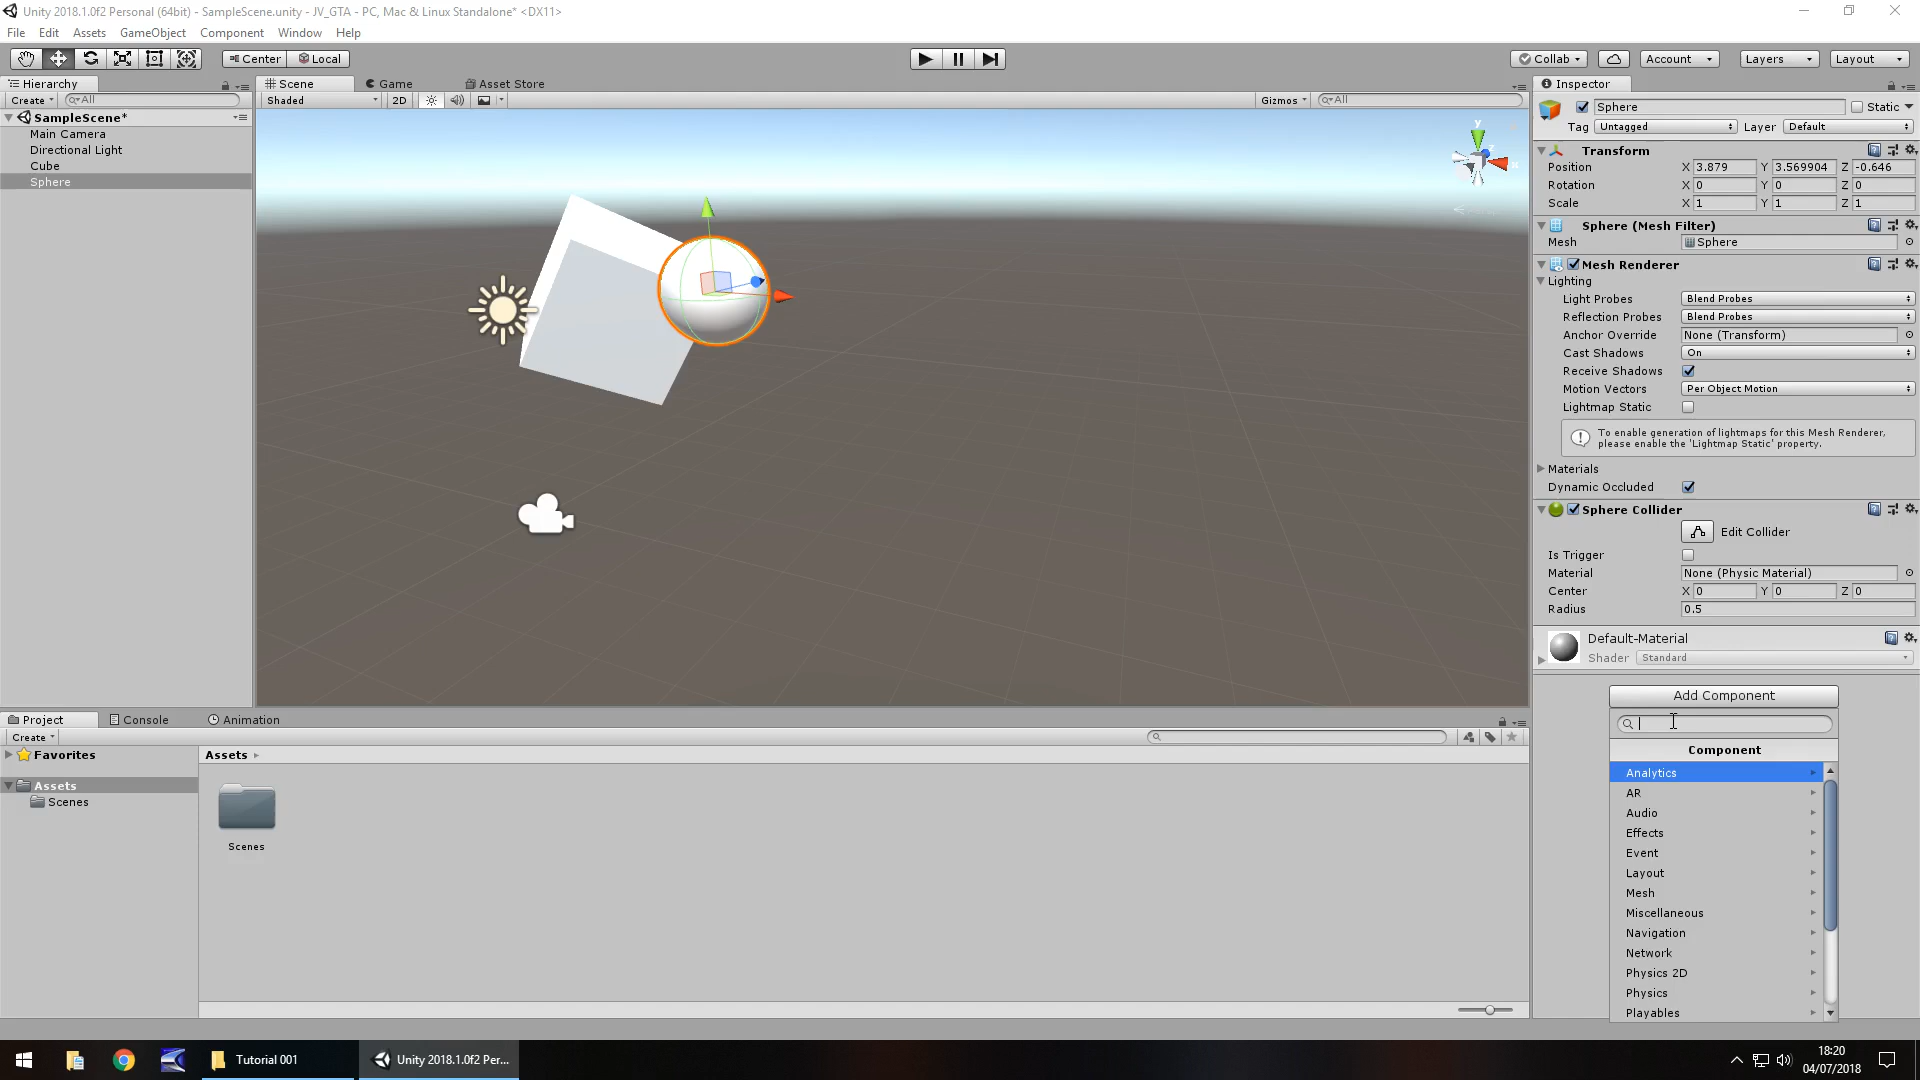 Unity 2018.1.0f2 Personal (64bit) - SampleScene.unity - JV_GTA - PC, Mac & Linux Standalone* <DX11>
File Edit Assets GameObject Component Window Help
Center Local
Collab Account Layers Layout
Hierarchy
Create All
SampleScene*
Main Camera
Directional Light
Cube
Sphere
Scene Game Asset Store
Shaded 2D Gizmos All
y
Inspector
Sphere Static
Tag Untagged Layer Default
Transform
Position X 3.879 Y 3.569904 Z -0.646
Rotation X 0 Y 0 Z 0
Scale X 1 Y 1 Z 1
Sphere (Mesh Filter)
Mesh Sphere
Mesh Renderer
Lighting
Light Probes Blend Probes
Reflection Probes Blend Probes
Anchor Override None (Transform)
Cast Shadows On
Receive Shadows
Motion Vectors Per Object Motion
Lightmap Static
To enable generation of lightmaps for this Mesh Renderer,
please enable the 'Lightmap Static' property.
Materials
Dynamic Occluded
Sphere Collider
Edit Collider
Is Trigger
Material None (Physic Material)
Center X 0 Y 0 Z 0
Radius 0.5
Default-Material
Shader Standard
Add Component
Component
Analytics
AR
Audio
Effects
Event
Layout
Mesh
Miscellaneous
Navigation
Network
Physics 2D
Physics
Playables
Project Console Animation
Create
Favorites
Assets
Scenes
Assets
Scenes
Tutorial 001
Unity 2018.1.0f2 Per...
18:20
04/07/2018